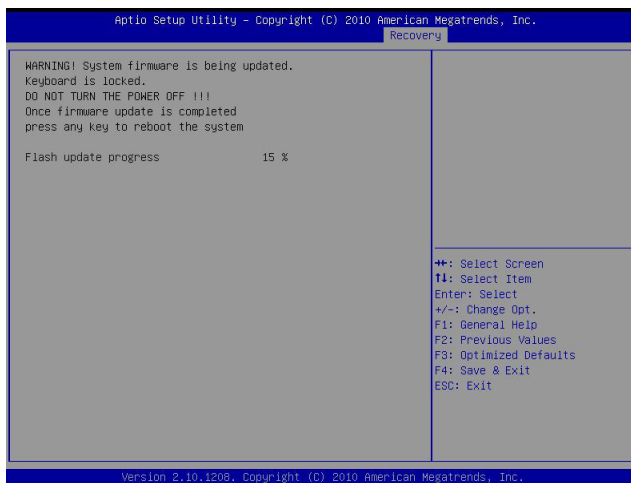 Aptio Setup Utility – Copyright (C) 2010 American Megatrends, Inc.
Recovery
WARNING! System firmware is being updated.
Keyboard is locked.
DO NOT TURN THE POWER OFF !!!
Once firmware update is completed
press any key to reboot the system
Flash update progress 15 %
→←: Select Screen
↑↓: Select Item
Enter: Select
+/-: Change Opt.
F1: General Help
F2: Previous Values
F3: Optimized Defaults
F4: Save & Exit
ESC: Exit
Version 2.10.1208. Copyright (C) 2010 American Megatrends, Inc.